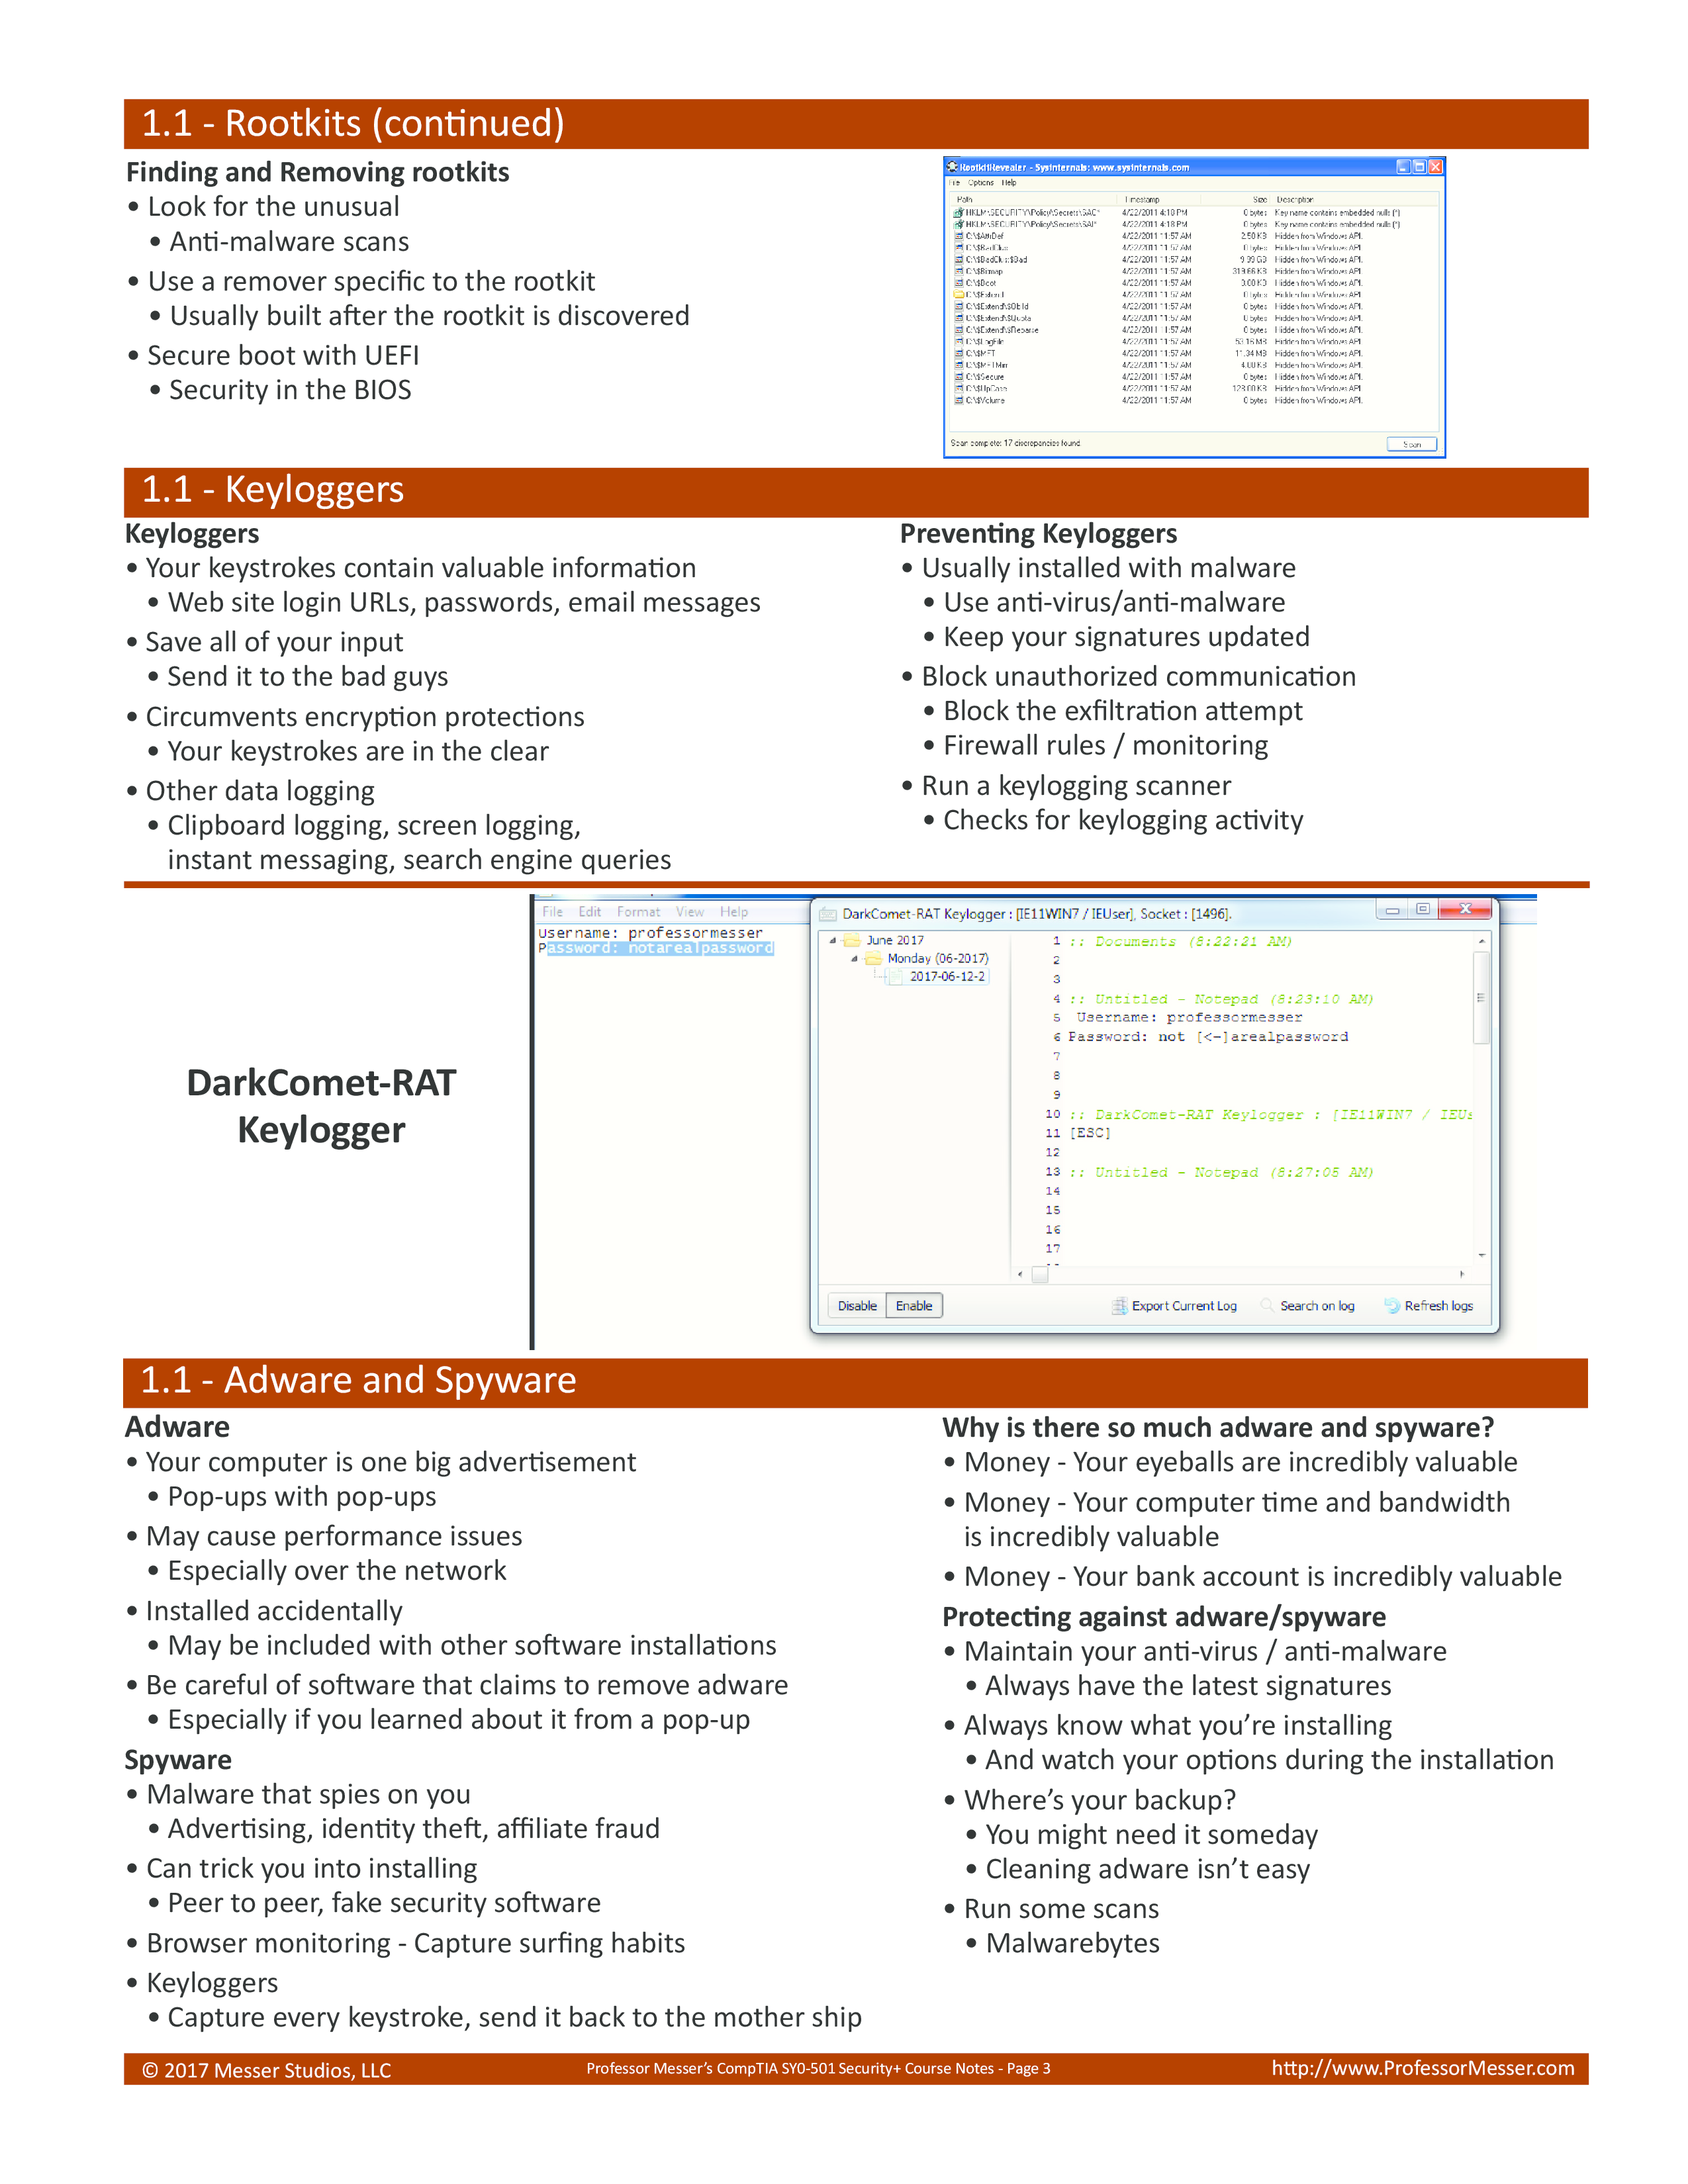 1.1 - Rootkits (continued)
Finding and Removing rootkits
• Look for the unusual
• Anti-malware scans
• Use a remover specific to the rootkit
• Usually built after the rootkit is discovered
• Secure boot with UEFI
• Security in the BIOS
RootkitRevealer - Sysinternals: www.sysinternals.com
File Options Help
Path Timestamp Size Description
HKLM\SECURITY\Policy\Secrets\SAC* 4/22/2011 4:18 PM 0 bytes Key name contains embedded nulls (*)
HKLM\SECURITY\Policy\Secrets\SAI* 4/22/2011 4:18 PM 0 bytes Key name contains embedded nulls (*)
C:\$AttrDef 4/22/2011 11:57 AM 2.50 KB Hidden from Windows API.
C:\$BadClus 4/22/2011 11:57 AM 0 bytes Hidden from Windows API.
C:\$BadClus:$Bad 4/22/2011 11:57 AM 9.99 GB Hidden from Windows API.
C:\$Bitmap 4/22/2011 11:57 AM 319.66 KB Hidden from Windows API.
C:\$Boot 4/22/2011 11:57 AM 8.00 KB Hidden from Windows API.
C:\$Extend 4/22/2011 11:57 AM 0 bytes Hidden from Windows API.
C:\$Extend\$ObjId 4/22/2011 11:57 AM 0 bytes Hidden from Windows API.
C:\$Extend\$Quota 4/22/2011 11:57 AM 0 bytes Hidden from Windows API.
C:\$Extend\$Reparse 4/22/2011 11:57 AM 0 bytes Hidden from Windows API.
C:\$LogFile 4/22/2011 11:57 AM 53.16 MB Hidden from Windows API.
C:\$MFT 4/22/2011 11:57 AM 11.34 MB Hidden from Windows API.
C:\$MFTMirr 4/22/2011 11:57 AM 4.00 KB Hidden from Windows API.
C:\$Secure 4/22/2011 11:57 AM 0 bytes Hidden from Windows API.
C:\$UpCase 4/22/2011 11:57 AM 128.00 KB Hidden from Windows API.
C:\$Volume 4/22/2011 11:57 AM 0 bytes Hidden from Windows API.
Scan complete: 17 discrepancies found.
Scan
1.1 - Keyloggers
Keyloggers
• Your keystrokes contain valuable information
• Web site login URLs, passwords, email messages
• Save all of your input
• Send it to the bad guys
• Circumvents encryption protections
• Your keystrokes are in the clear
• Other data logging
• Clipboard logging, screen logging,
instant messaging, search engine queries
Preventing Keyloggers
• Usually installed with malware
• Use anti-virus/anti-malware
• Keep your signatures updated
• Block unauthorized communication
• Block the exfiltration attempt
• Firewall rules / monitoring
• Run a keylogging scanner
• Checks for keylogging activity
DarkComet-RAT
Keylogger
File Edit Format View Help
Username: professormesser
Password: notarealpassword
DarkComet-RAT Keylogger : [IE11WIN7 / IEUser], Socket : [1496].
June 2017
Monday (06-2017)
2017-06-12-2
1 :: Documents (8:22:21 AM)
2
3
4 :: Untitled - Notepad (8:23:10 AM)
5 Username: professormesser
6 Password: not [<-]arealpassword
7
8
9
10 :: DarkComet-RAT Keylogger : [IE11WIN7 / IEUs
11 [ESC]
12
13 :: Untitled - Notepad (8:27:05 AM)
14
15
16
17
Disable Enable Export Current Log Search on log Refresh logs
1.1 - Adware and Spyware
Adware
• Your computer is one big advertisement
• Pop-ups with pop-ups
• May cause performance issues
• Especially over the network
• Installed accidentally
• May be included with other software installations
• Be careful of software that claims to remove adware
• Especially if you learned about it from a pop-up
Spyware
• Malware that spies on you
• Advertising, identity theft, affiliate fraud
• Can trick you into installing
• Peer to peer, fake security software
• Browser monitoring - Capture surfing habits
• Keyloggers
• Capture every keystroke, send it back to the mother ship
Why is there so much adware and spyware?
• Money - Your eyeballs are incredibly valuable
• Money - Your computer time and bandwidth
is incredibly valuable
• Money - Your bank account is incredibly valuable
Protecting against adware/spyware
• Maintain your anti-virus / anti-malware
• Always have the latest signatures
• Always know what you’re installing
• And watch your options during the installation
• Where’s your backup?
• You might need it someday
• Cleaning adware isn’t easy
• Run some scans
• Malwarebytes
© 2017 Messer Studios, LLC
Professor Messer’s CompTIA SY0-501 Security+ Course Notes - Page 3
http://www.ProfessorMesser.com